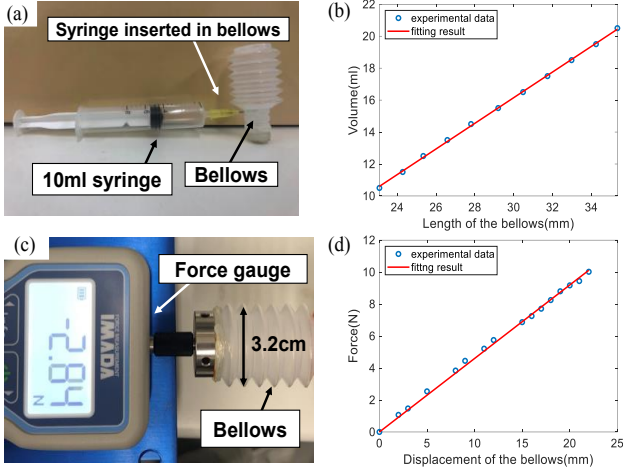 (a)
Syringe inserted in bellows
10ml syringe
Bellows
(b)
Volume(ml)
22
20
18
16
14
12
10
experimental data
fitting result
24 26 28 30 32 34
Length of the bellows(mm)
(c)
Force gauge
-2.84
N
IMADA
3.2cm
Bellows
(d)
Force(N)
12
10
8
6
4
2
0
experimental data
fittng result
0 5 10 15 20 25
Displacement of the bellows(mm)